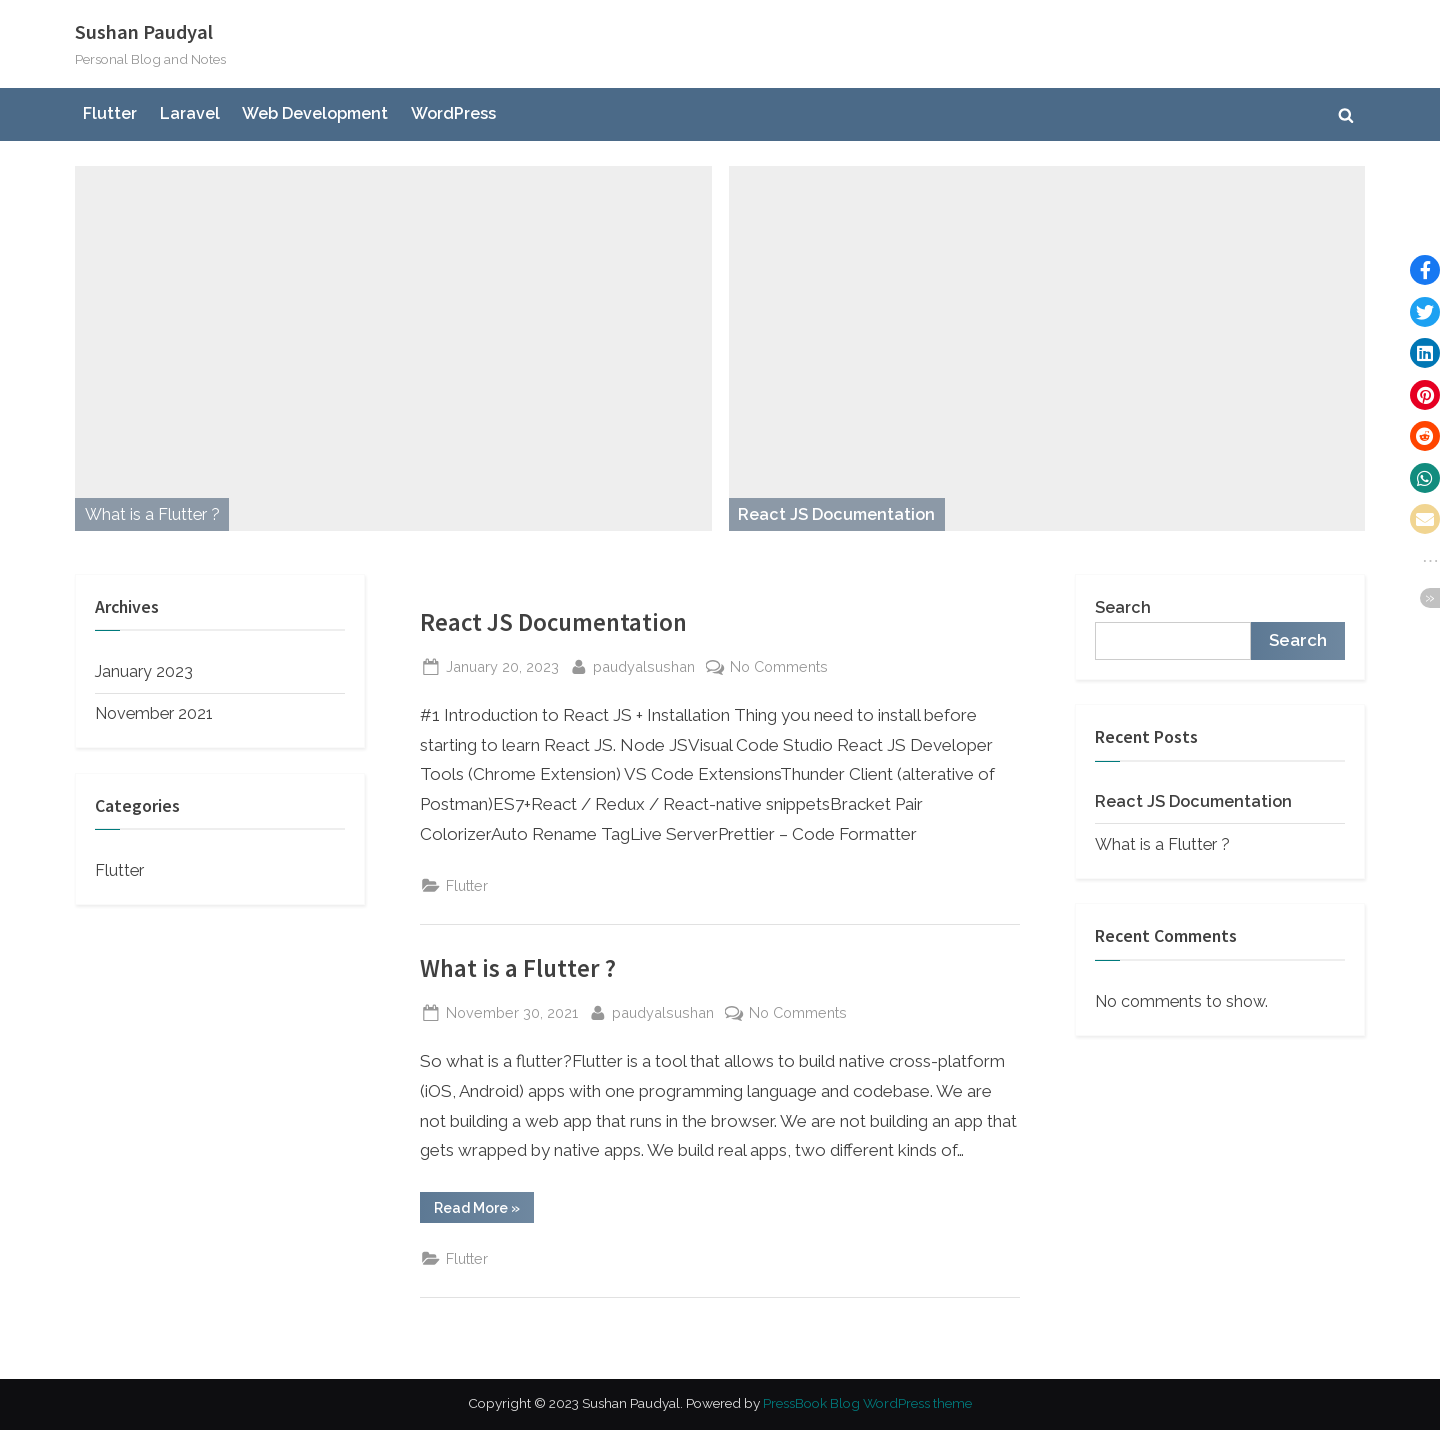 Sushan Paudyal
Personal Blog and Notes
Flutter
Laravel
Web Development
WordPress
What is a Flutter ?
React JS Documentation
Archives
January 2023
November 2021
Categories
Flutter
React JS Documentation
January 20, 2023 paudyalsushan No Comments
#1 Introduction to React JS + Installation Thing you need to install before
starting to learn React JS. Node JSVisual Code Studio React JS Developer
Tools (Chrome Extension) VS Code ExtensionsThunder Client (alterative of
Postman)ES7+React / Redux / React-native snippetsBracket Pair
ColorizerAuto Rename TagLive ServerPrettier – Code Formatter
Flutter
What is a Flutter ?
November 30, 2021 paudyalsushan No Comments
So what is a flutter?Flutter is a tool that allows to build native cross-platform
(iOS, Android) apps with one programming language and codebase. We are
not building a web app that runs in the browser. We are not building an app that
gets wrapped by native apps. We build real apps, two different kinds of…
Read More »
Flutter
Search
Search
Recent Posts
React JS Documentation
What is a Flutter ?
Recent Comments
No comments to show.
...
»
Copyright © 2023 Sushan Paudyal. Powered by PressBook Blog WordPress theme